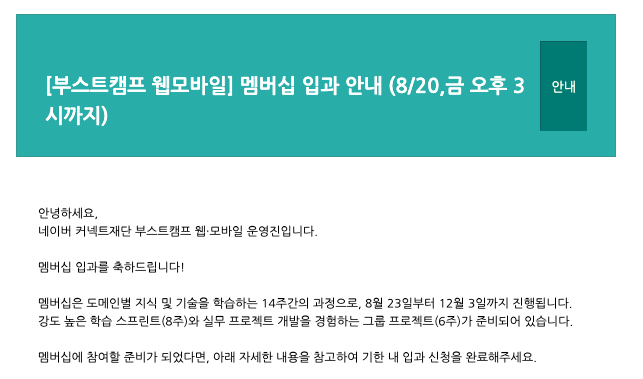 [부스트캠프 웹모바일] 멤버십 입과 안내 (8/20,금 오후 3
시까지)
안내
안녕하세요,
네이버 커넥트재단 부스트캠프 웹·모바일 운영진입니다.
멤버십 입과를 축하드립니다!
멤버십은 도메인별 지식 및 기술을 학습하는 14주간의 과정으로, 8월 23일부터 12월 3일까지 진행됩니다.
강도 높은 학습 스프린트(8주)와 실무 프로젝트 개발을 경험하는 그룹 프로젝트(6주)가 준비되어 있습니다.
멤버십에 참여할 준비가 되었다면, 아래 자세한 내용을 참고하여 기한 내 입과 신청을 완료해주세요.